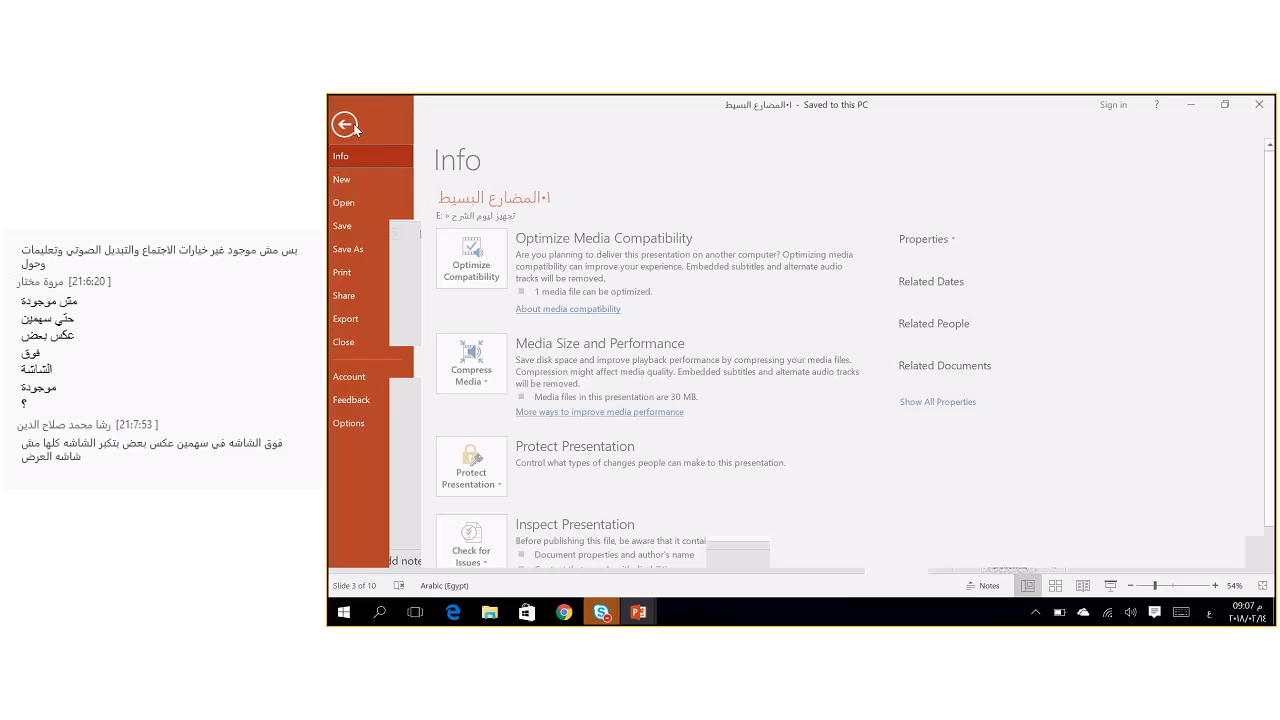 بس مش موجود غير خيارات الاجتماع والتبديل الصوتي وتعليمات
وحول
[21:6:20 ] مروة مختار
مش موجودة
حتي سهمين
عكس بعض
فوق
الشاشة
موجودة
؟
[21:7:53 ] رشا محمد صلاح الدين
فوق الشاشه في سهمين عكس بعض بتكبر الشاشه كلها مش
شاشه العرض
٠١المضارع البسيط - Saved to this PC
Sign in
?
Info
New
Open
Save
Save As
Print
Share
Export
Close
Account
Feedback
Options
Info
٠١المضارع البسيط
E: » تجهيز ليوم الشرح
Optimize
Compatibility
Optimize Media Compatibility
Are you planning to deliver this presentation on another computer? Optimizing media
compatibility can improve your experience. Embedded subtitles and alternate audio
tracks will be removed.
1 media file can be optimized.
About media compatibility
Compress
Media
Media Size and Performance
Save disk space and improve playback performance by compressing your media files.
Compression might affect media quality. Embedded subtitles and alternate audio tracks
will be removed.
Media files in this presentation are 30 MB.
More ways to improve media performance
Protect
Presentation
Protect Presentation
Control what types of changes people can make to this presentation.
Check for
Issues
Inspect Presentation
Before publishing this file, be aware that it contai
Document properties and author's name
Properties
Related Dates
Related People
Related Documents
Show All Properties
dd note
Slide 3 of 10
Arabic (Egypt)
Notes
54%
ع
09:07 م
٢٠١٨/٠٢/١٤